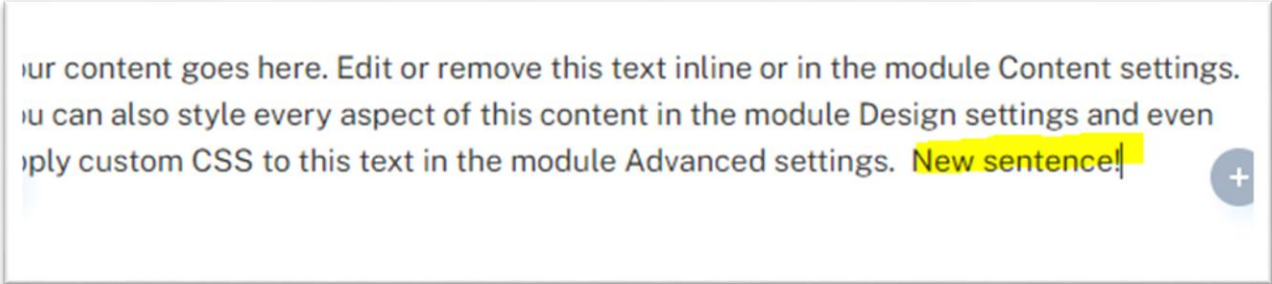 ur content goes here. Edit or remove this text inline or in the module Content settings.
u can also style every aspect of this content in the module Design settings and even
pply custom CSS to this text in the module Advanced settings.  New sentence!
+